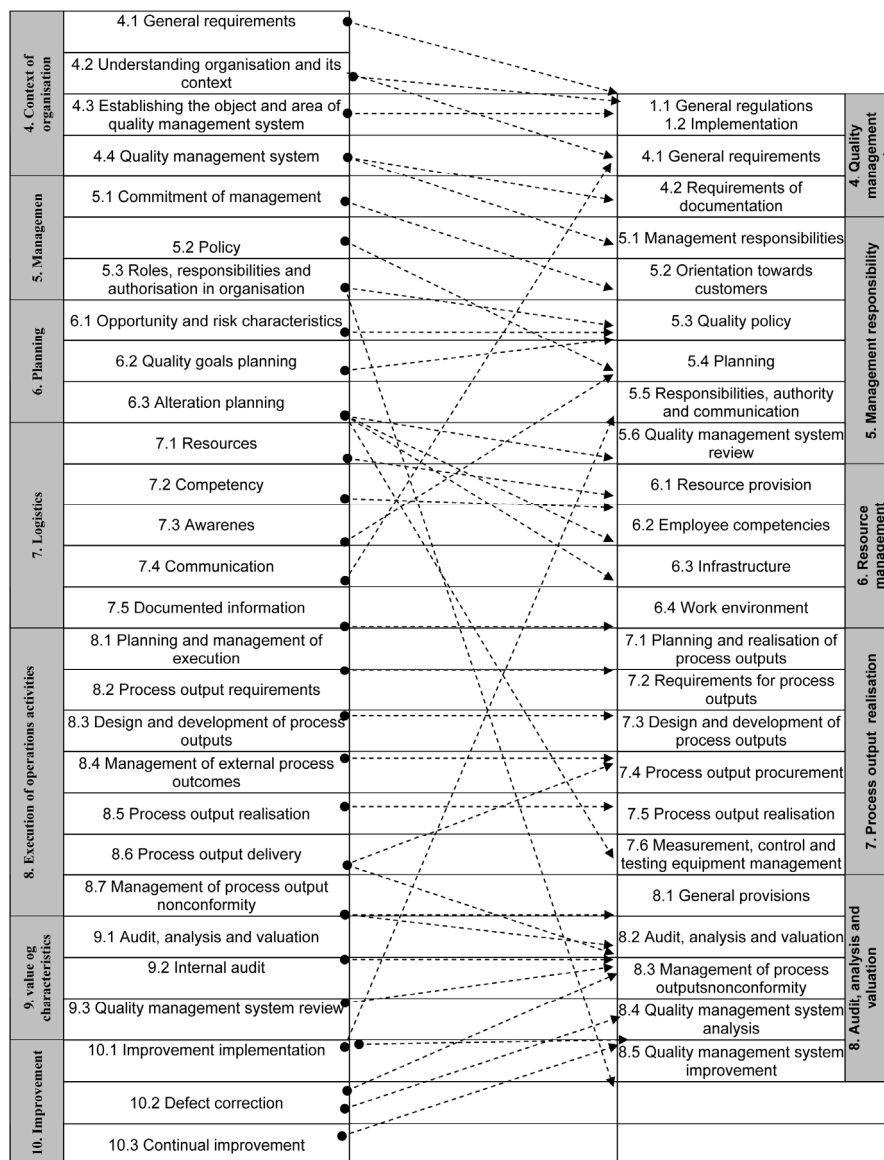 4. Context of
organisation
4.1 General requirements
4.2 Understanding organisation and its
context
4.3 Establishing the object and area of
quality management system
4.4 Quality management system
5. Managemen
5.1 Commitment of management
5.2 Policy
5.3 Roles, responsibilities and
authorisation in organisation
6. Planning
6.1 Opportunity and risk characteristics
6.2 Quality goals planning
6.3 Alteration planning
7. Logistics
7.1 Resources
7.2 Competency
7.3 Awarenes
7.4 Communication
7.5 Documented information
8. Execution of operations activities
8.1 Planning and management of
execution
8.2 Process output requirements
8.3 Design and development of process
outputs
8.4 Management of external process
outcomes
8.5 Process output realisation
8.6 Process output delivery
8.7 Management of process output
nonconformity
9. value og
characteristics
9.1 Audit, analysis and valuation
9.2 Internal audit
9.3 Quality management system review
10. Improvement
10.1 Improvement implementation
10.2 Defect correction
10.3 Continual improvement
1.1 General regulations
1.2 Implementation
4.1 General requirements
4.2 Requirements of
documentation
4. Quality
management
5.1 Management responsibilities
5.2 Orientation towards
customers
5.3 Quality policy
5.4 Planning
5.5 Responsibilities, authority
and communication
5.6 Quality management system
review
5. Management responsibility
6.1 Resource provision
6.2 Employee competencies
6.3 Infrastructure
6.4 Work environment
6. Resource
management
7.1 Planning and realisation of
process outputs
7.2 Requirements for process
outputs
7.3 Design and development of
process outputs
7.4 Process output procurement
7.5 Process output realisation
7.6 Measurement, control and
testing equipment management
7. Process output realisation
8.1 General provisions
8.2 Audit, analysis and valuation
8.3 Management of process
outputsnonconformity
8.4 Quality management system
analysis
8.5 Quality management system
improvement
8. Audit, analysis and
valuation